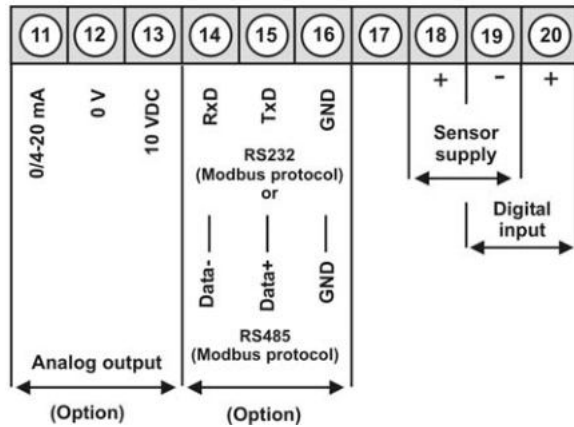 11 12 13 14 15 16 17 18 19 20
+ - +
0/4-20 mA
0 V
10 VDC
RxD
TxD
GND
RS232
(Modbus protocol)
or
Data-
Data+
GND
RS485
(Modbus protocol)
Sensor
supply
Digital
input
Analog output
(Option)
(Option)